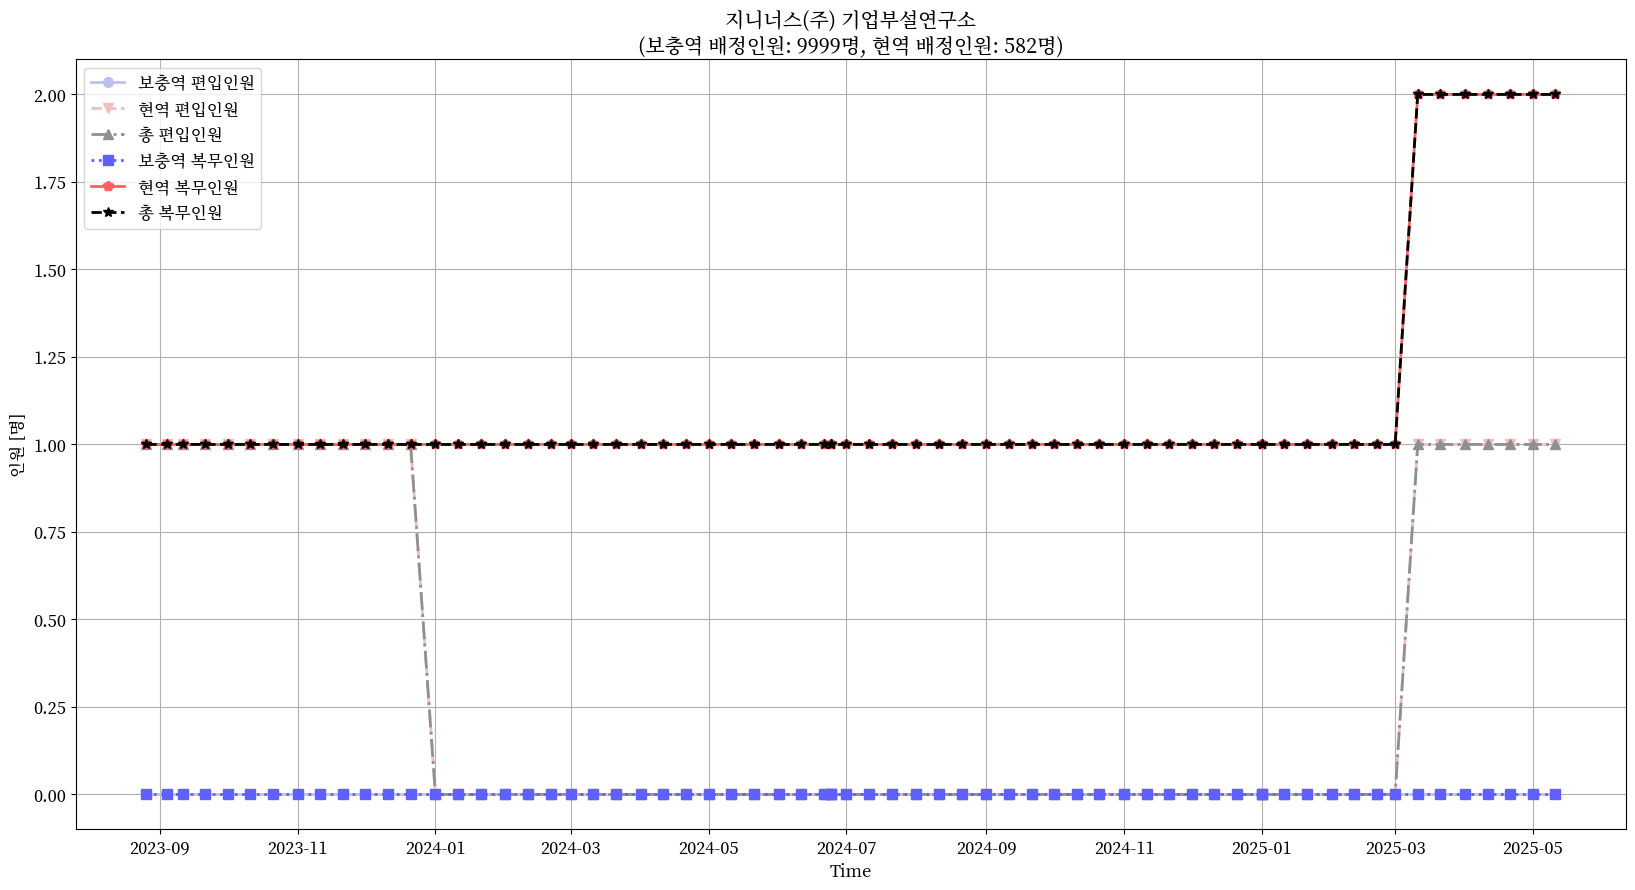 지니너스(주) 기업부설연구소
(보충역 배정인원: 9999명, 현역 배정인원: 582명)
보충역 편입인원
현역 편입인원
총 편입인원
보충역 복무인원
현역 복무인원
총 복무인원
2.00
1.75
1.50
1.25
1.00
0.75
0.50
0.25
0.00
인원 [명]
2023-09
2023-11
2024-01
2024-03
2024-05
2024-07
2024-09
2024-11
2025-01
2025-03
2025-05
Time